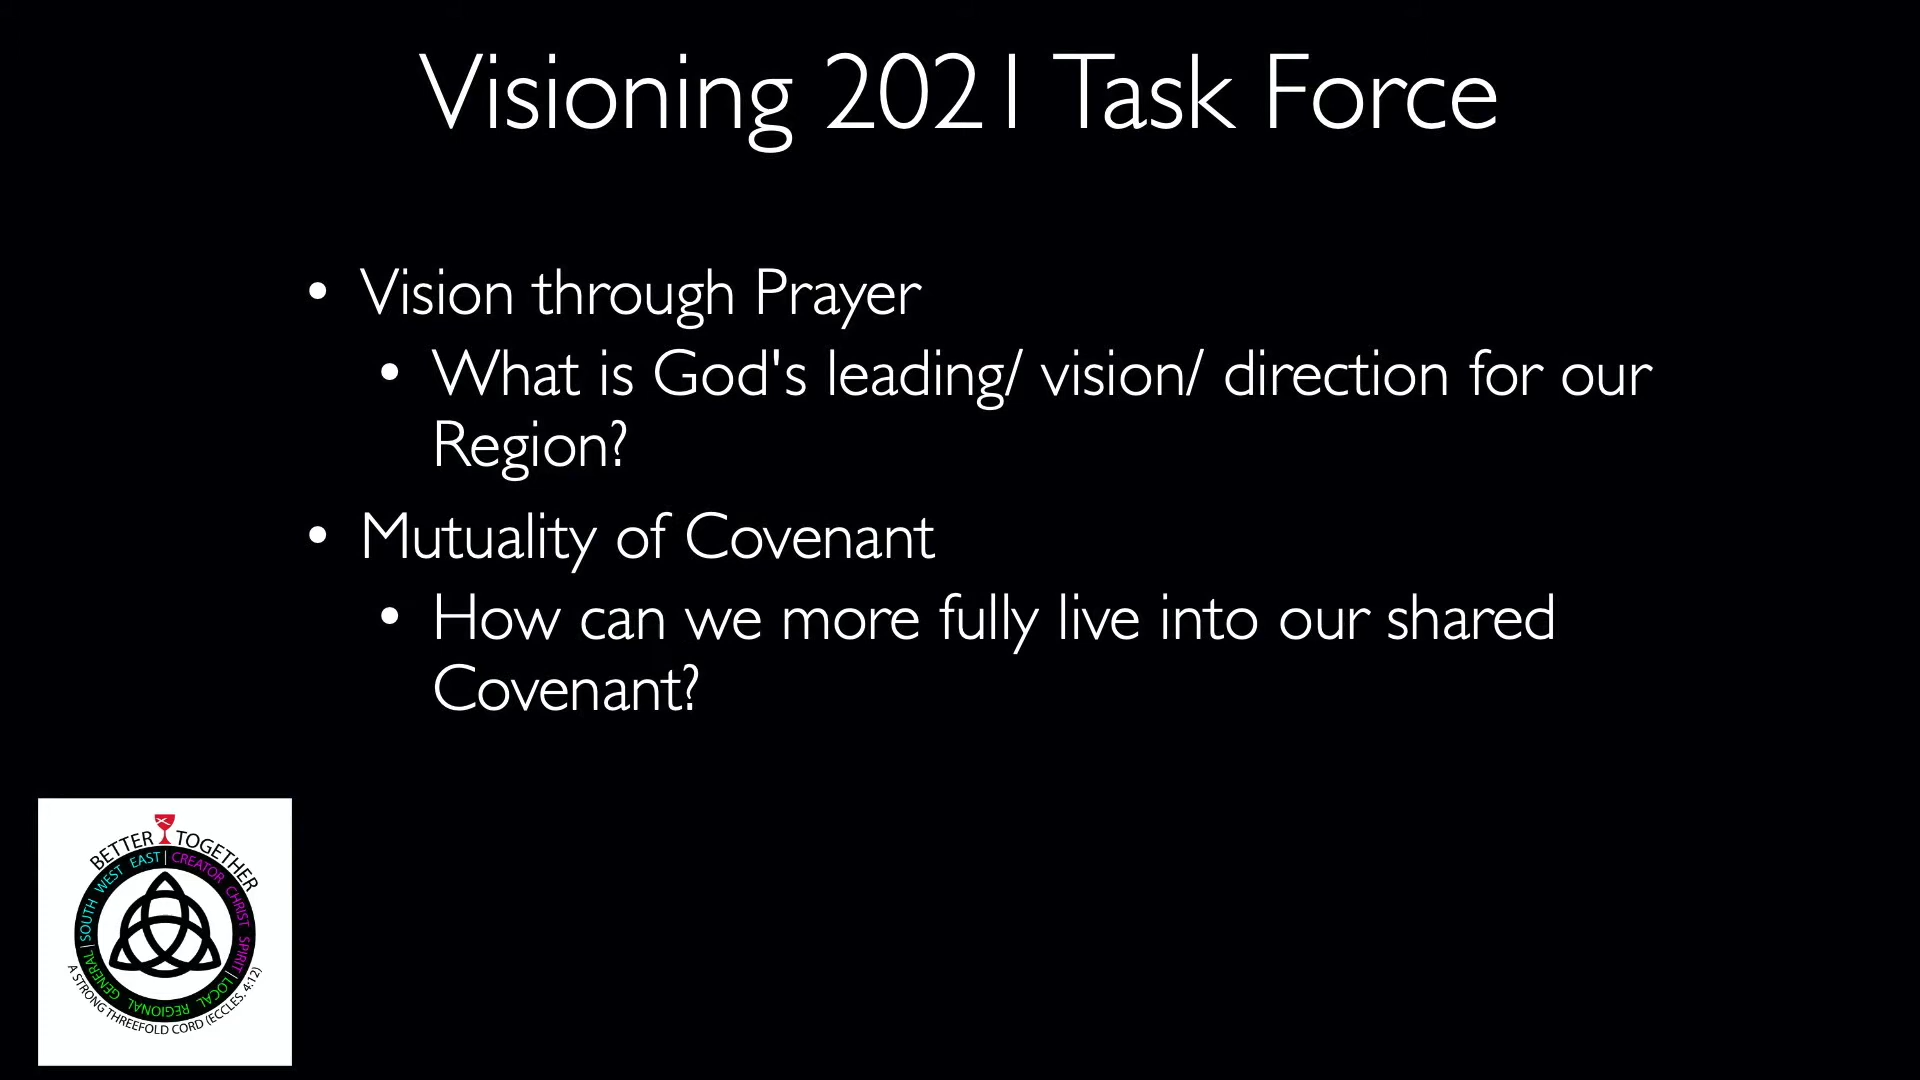 Visioning 2021 Task Force
• Vision through Prayer
• What is God's leading/ vision/ direction for our
Region?
• Mutuality of Covenant
• How can we more fully live into our shared
Covenant?
BETTER TOGETHER
SOUTH WEST EAST | CREATOR CHRIST SPIRIT | LOCAL REGIONAL GENERAL |
A STRONG THREEFOLD CORD (ECCLES. 4:12)